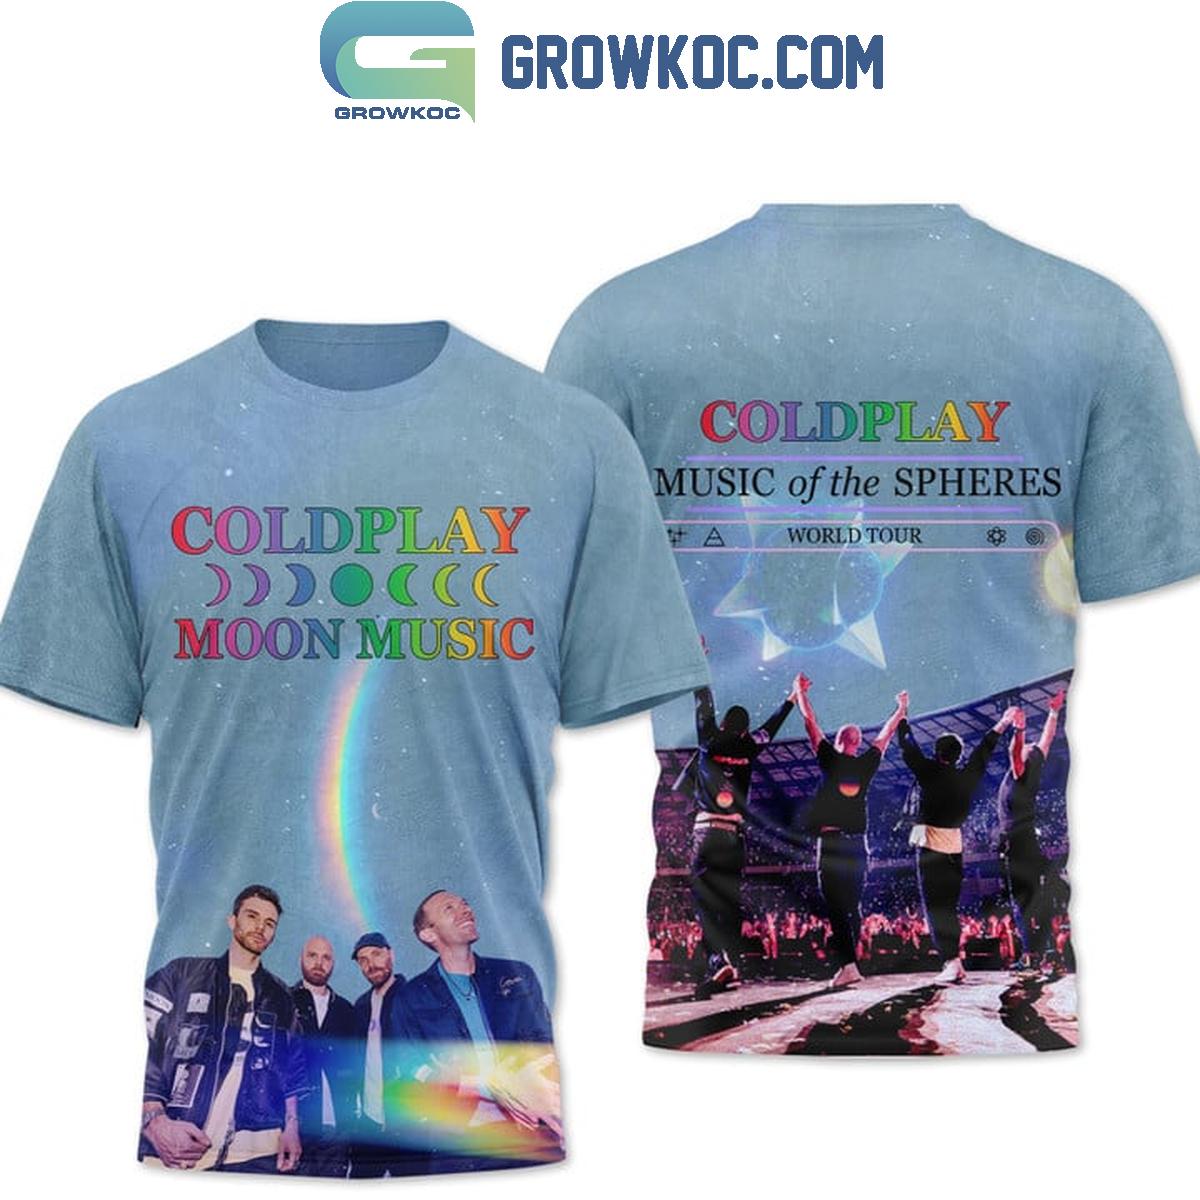 GROWKOC
GROWKOC.COM
COLDPLAY
MOON MUSIC
COLDPLAY
MUSIC of the SPHERES
WORLD TOUR